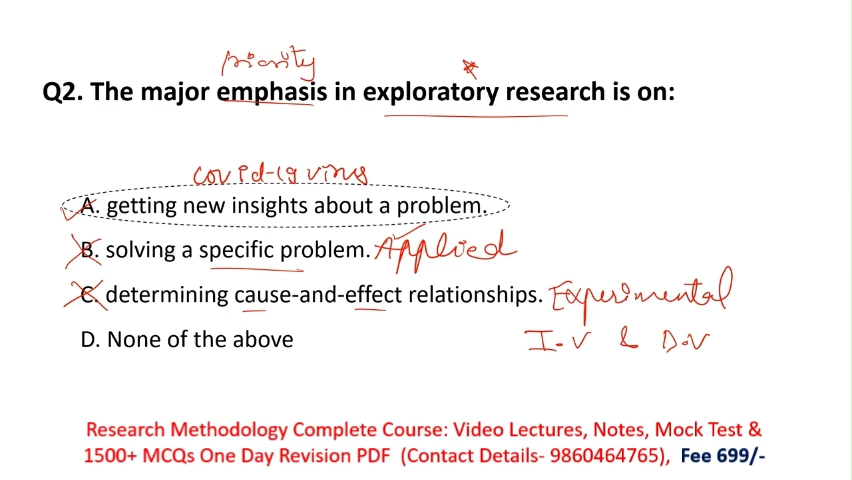 priority
Q2. The major emphasis in exploratory research is on:
Covid-19 virus
A. getting new insights about a problem.
B. solving a specific problem. Applied
C. determining cause-and-effect relationships. Experimental
D. None of the above I.V & D.V
Research Methodology Complete Course: Video Lectures, Notes, Mock Test &
1500+ MCQs One Day Revision PDF (Contact Details- 9860464765), Fee 699/-